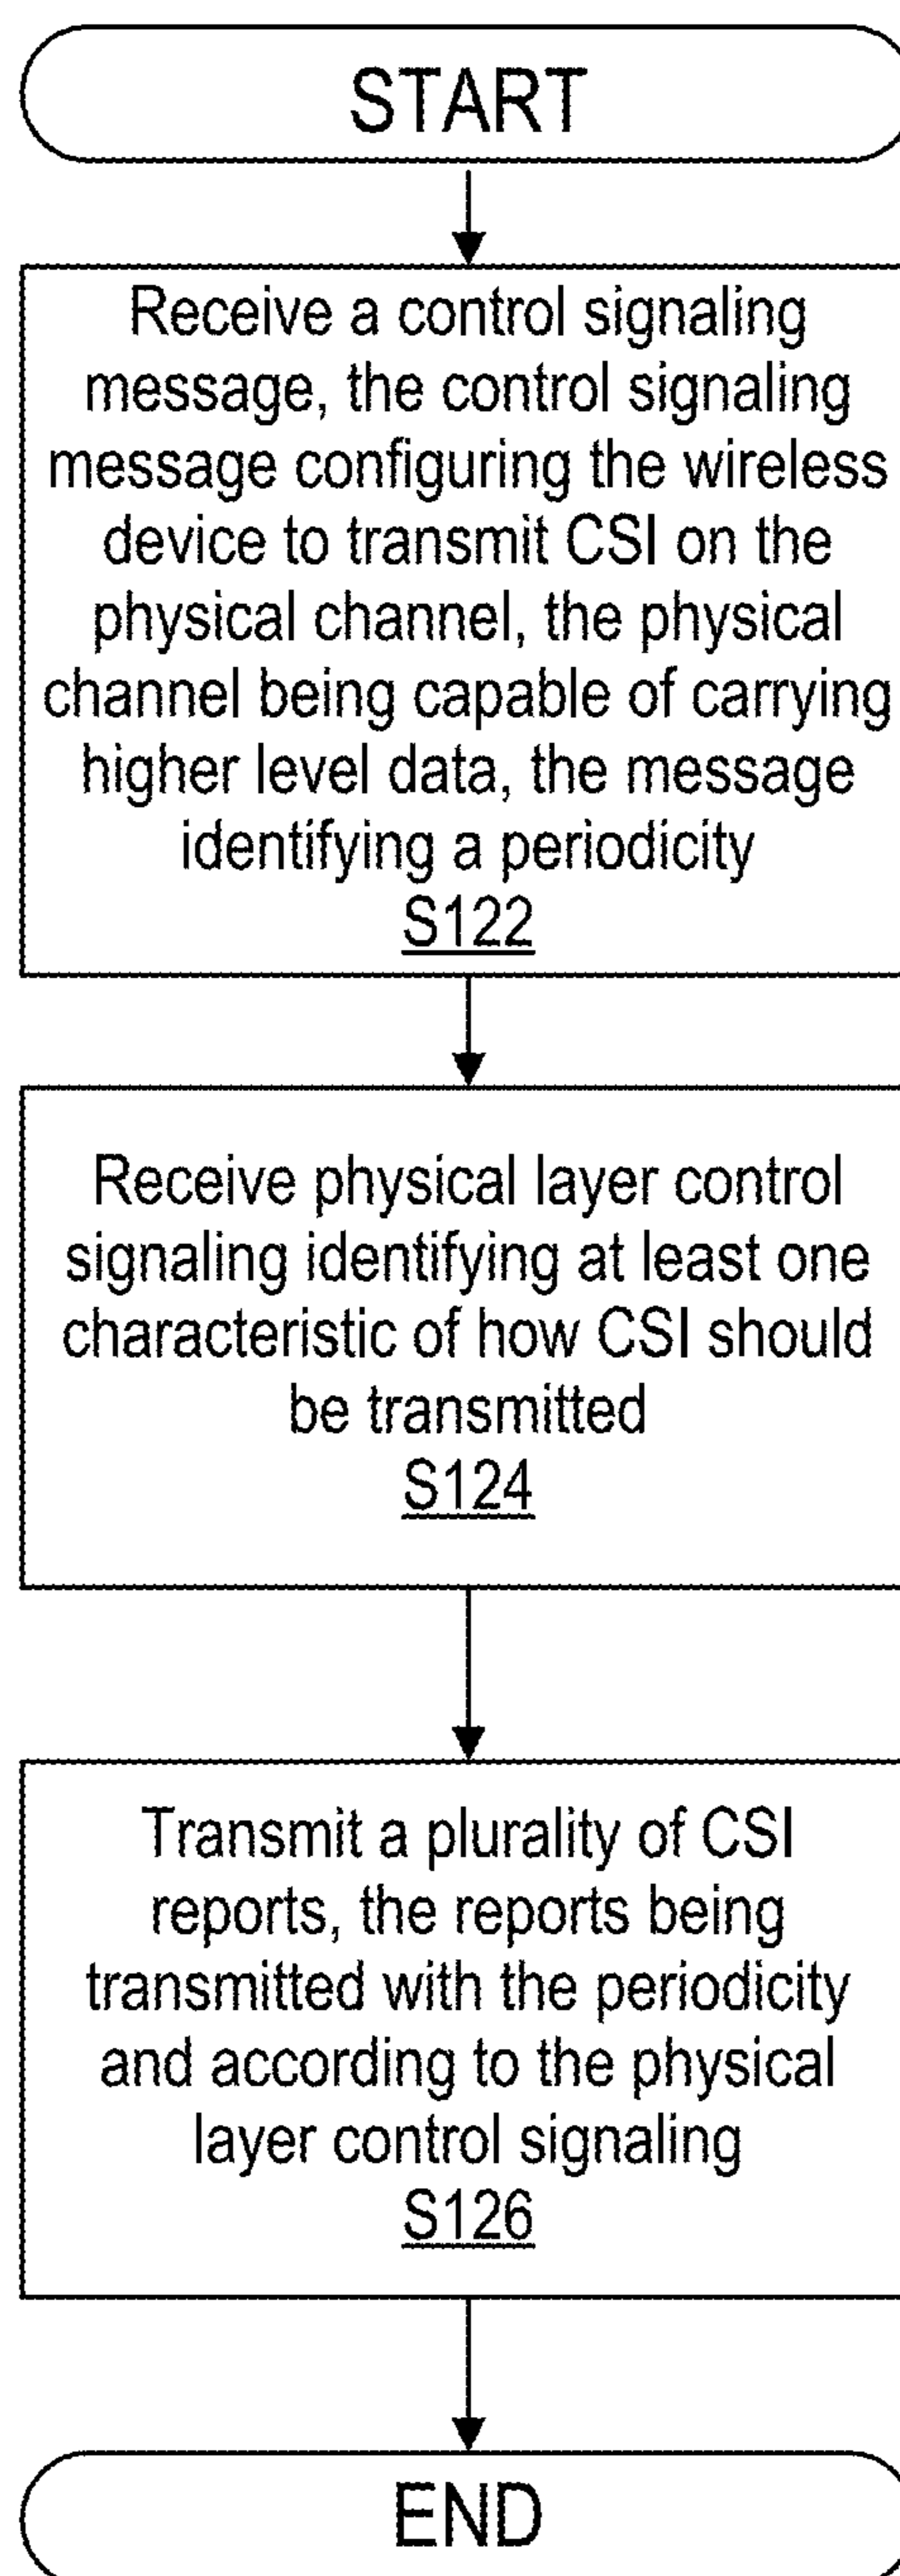 START
Receive a control signaling
message, the control signaling
message configuring the wireless
device to transmit CSI on the
physical channel, the physical
channel being capable of carrying
higher level data, the message
identifying a periodicity
S122
Receive physical layer control
signaling identifying at least one
characteristic of how CSI should
be transmitted
S124
Transmit a plurality of CSI
reports, the reports being
transmitted with the periodicity
and according to the physical
layer control signaling
S126
END